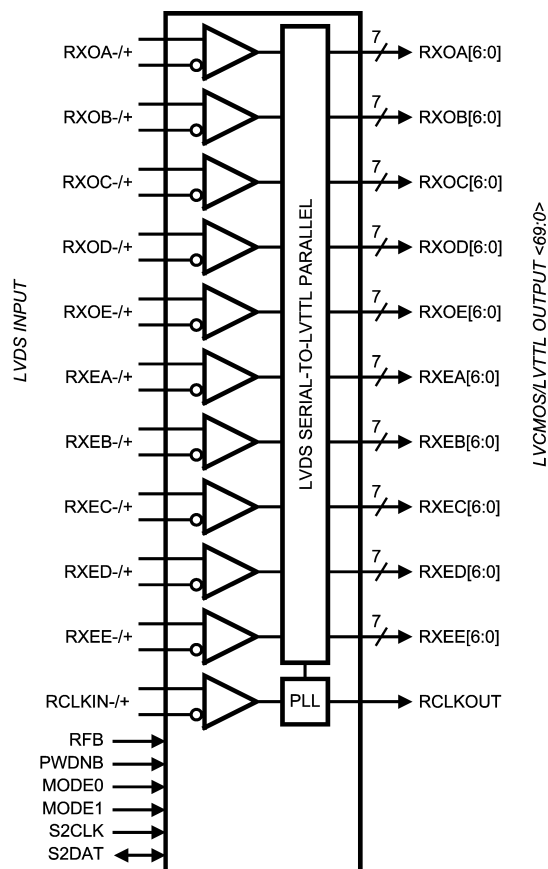 RXOA-/+
7
RXOA[6:0]
RXOB-/+
7
RXOB[6:0]
RXOC-/+
7
RXOC[6:0]
RXOD-/+
7
RXOD[6:0]
RXOE-/+
7
RXOE[6:0]
RXEA-/+
7
RXEA[6:0]
RXEB-/+
7
RXEB[6:0]
RXEC-/+
7
RXEC[6:0]
RXED-/+
7
RXED[6:0]
RXEE-/+
7
RXEE[6:0]
LVDS INPUT
LVDS SERIAL-TO-LVTTL PARALLEL
LVCMOS/LVTTL OUTPUT <69:0>
RCLKIN-/+
PLL
RCLKOUT
RFB
PWDNB
MODE0
MODE1
S2CLK
S2DAT